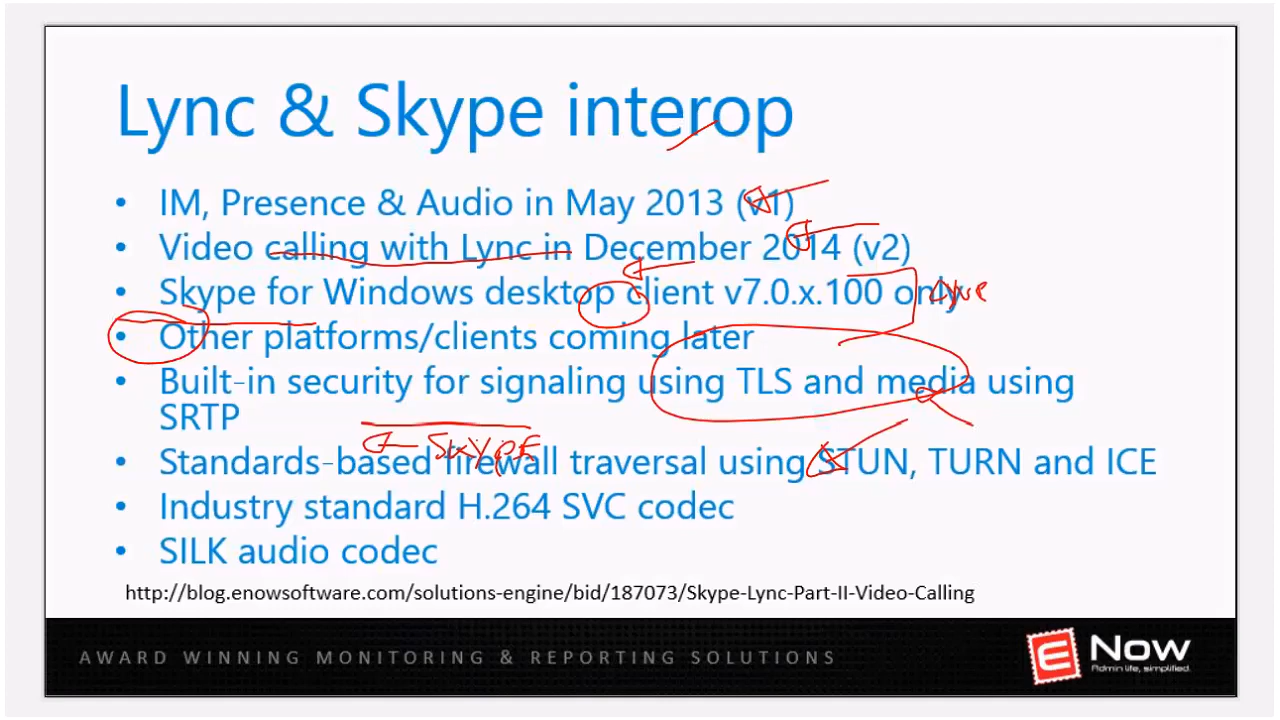 Lync & Skype interop
• IM, Presence & Audio in May 2013 (v1)
• Video calling with Lync in December 2014 (v2)
• Skype for Windows desktop client v7.0.x.100 only
• Other platforms/clients coming later
• Built-in security for signaling using TLS and media using
SRTP
SKYPE
• Standards-based firewall traversal using STUN, TURN and ICE
• Industry standard H.264 SVC codec
• SILK audio codec
http://blog.enowsoftware.com/solutions-engine/bid/187073/Skype-Lync-Part-II-Video-Calling
AWARD WINNING MONITORING & REPORTING SOLUTIONS
E Now
Admin life, simplified.